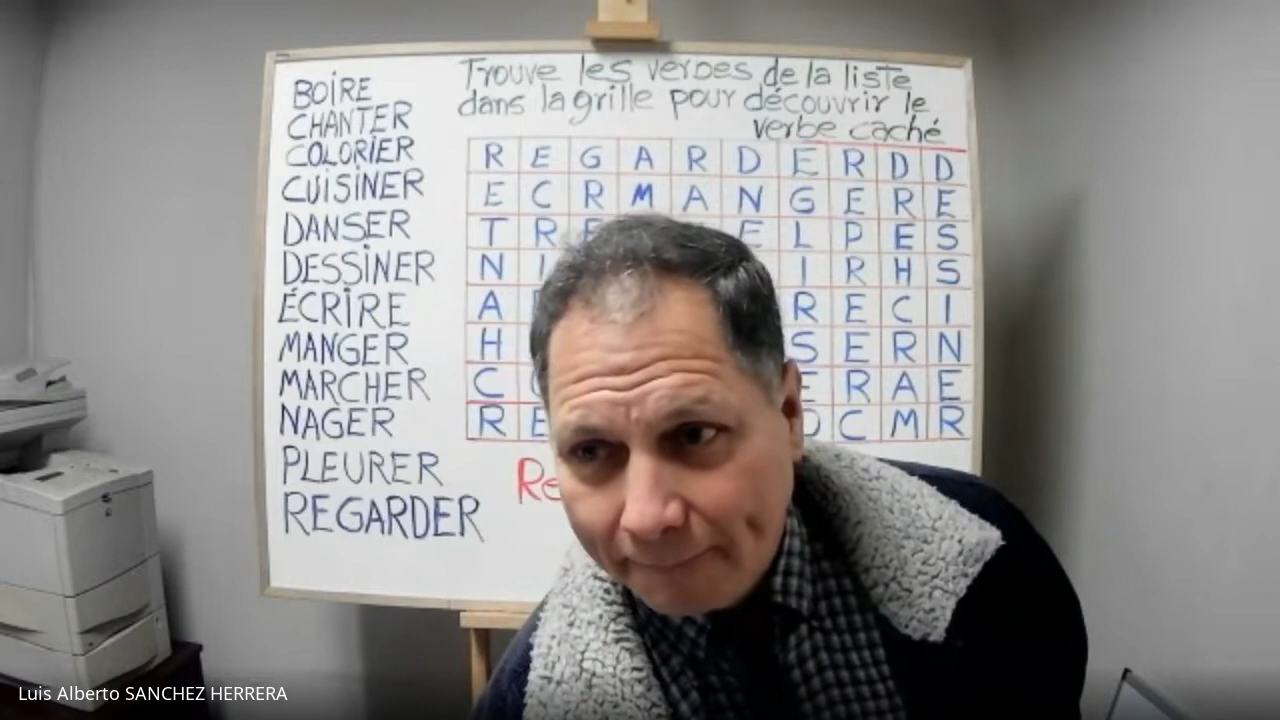 BOIRE
CHANTER
COLORIER
CUISINER
DANSER
DESSINER
ÉCRIRE
MANGER
MARCHER
NAGER
PLEURER
REGARDER
Trouve les verbes de la liste
dans la grille pour découvrir le
verbe caché
R E G A R D E R D D
E C R M A N G E R E
T R E L P E S
N I R H S
A R E C I
H S E R N
C E R A E
R E C M R
Luis Alberto SANCHEZ HERRERA